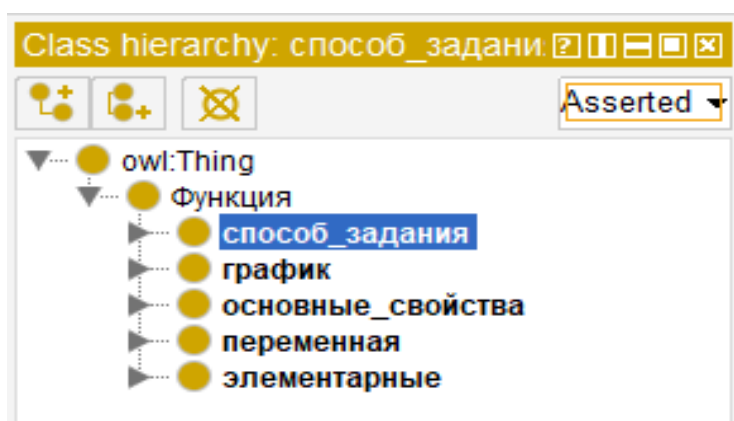 Class hierarchy: способ_задани
Asserted
owl:Thing
Функция
способ_задания
график
основные_свойства
переменная
элементарные